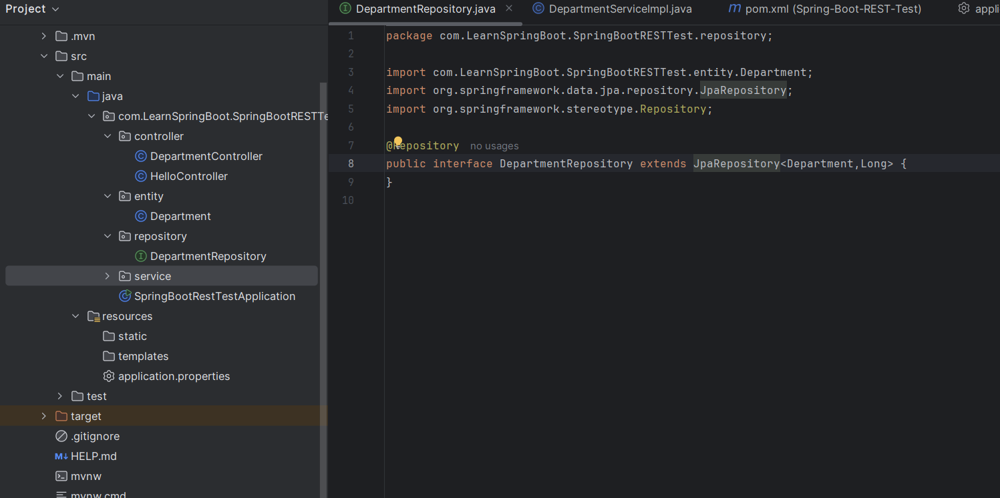 Project
.mvn
src
main
java
com.LearnSpringBoot.SpringBootRESTTe
controller
DepartmentController
HelloController
entity
Department
repository
DepartmentRepository
service
SpringBootRestTestApplication
resources
static
templates
application.properties
test
target
.gitignore
M↓ HELP.md
mvnw
mvnw.cmd
DepartmentRepository.java
DepartmentServiceImpl.java
m pom.xml (Spring-Boot-REST-Test)
appli
1 package com.LearnSpringBoot.SpringBootRESTTest.repository;
2
3 import com.LearnSpringBoot.SpringBootRESTTest.entity.Department;
4 import org.springframework.data.jpa.repository.JpaRepository;
5 import org.springframework.stereotype.Repository;
6
7 @Repository no usages
8 public interface DepartmentRepository extends JpaRepository<Department,Long> {
9 }
10